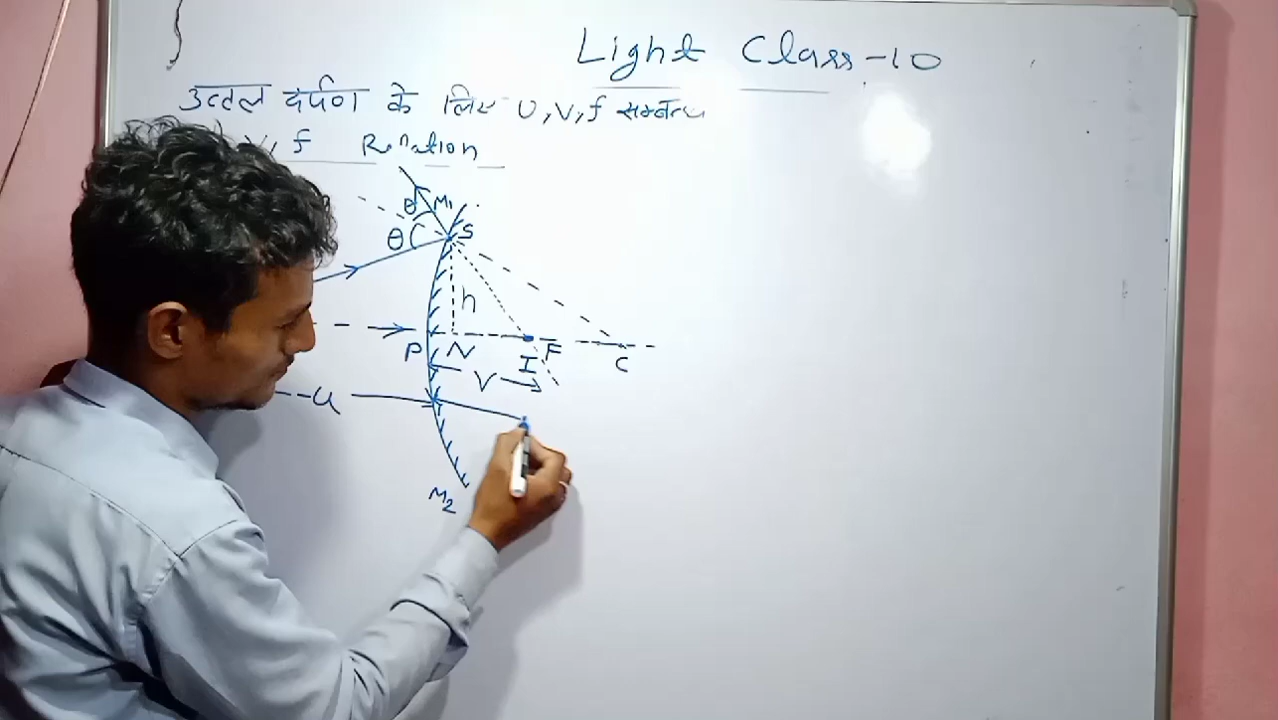 Light Class-10
उत्तल दर्पण के लिए U, V, f सम्बन्ध
V, f Relation
θ M₁
θ S
h
P N I F C
V
-u
M₂